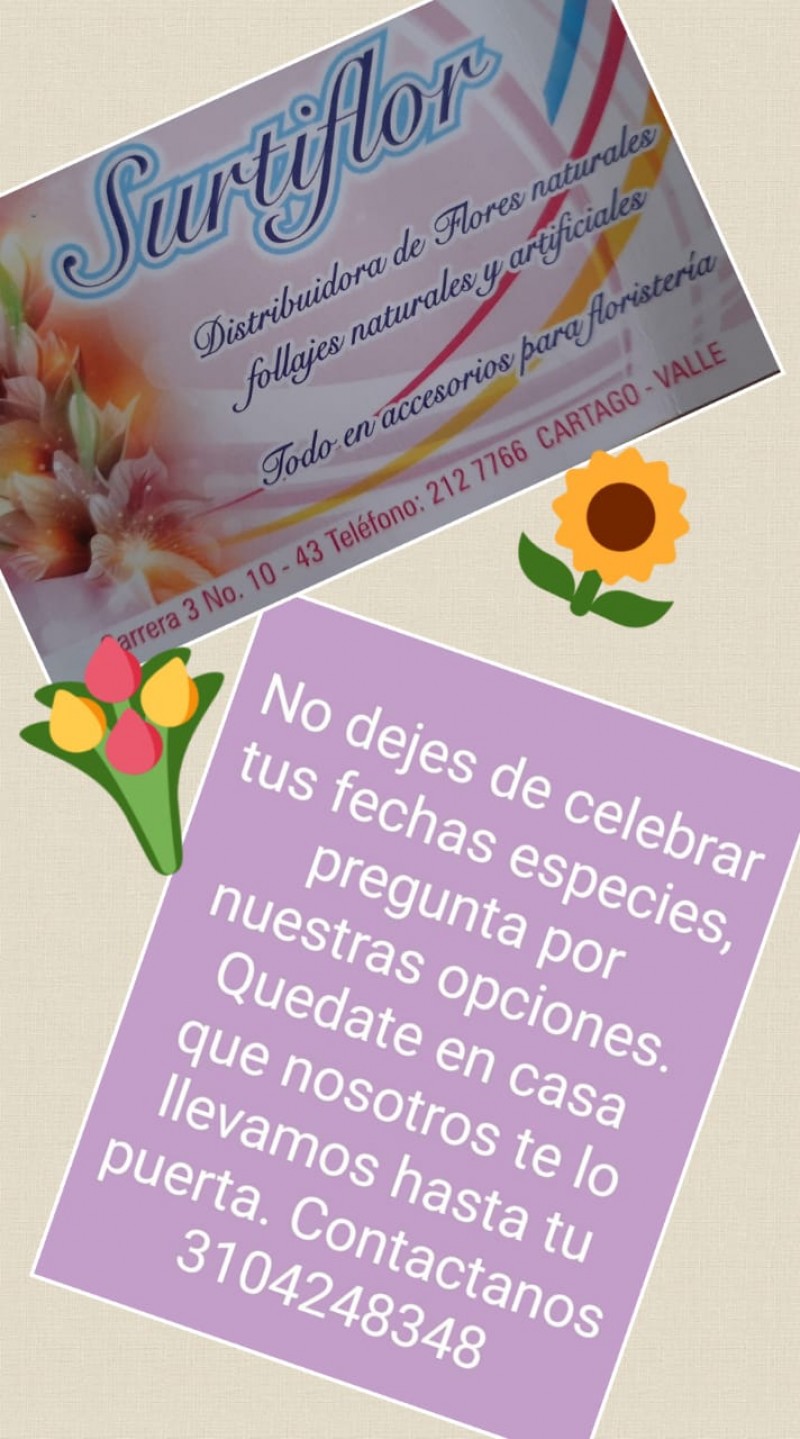 Surtiflor
Distribuidora de Flores naturales
follajes naturales y artificiales
Todo en accesorios para floristería
Carrera 3 No. 10 - 43 Teléfono: 212 7766 CARTAGO - VALLE
No dejes de celebrar
tus fechas especies,
pregunta por
nuestras opciones.
Quedate en casa
que nosotros te lo
llevamos hasta tu
puerta. Contactanos
3104248348